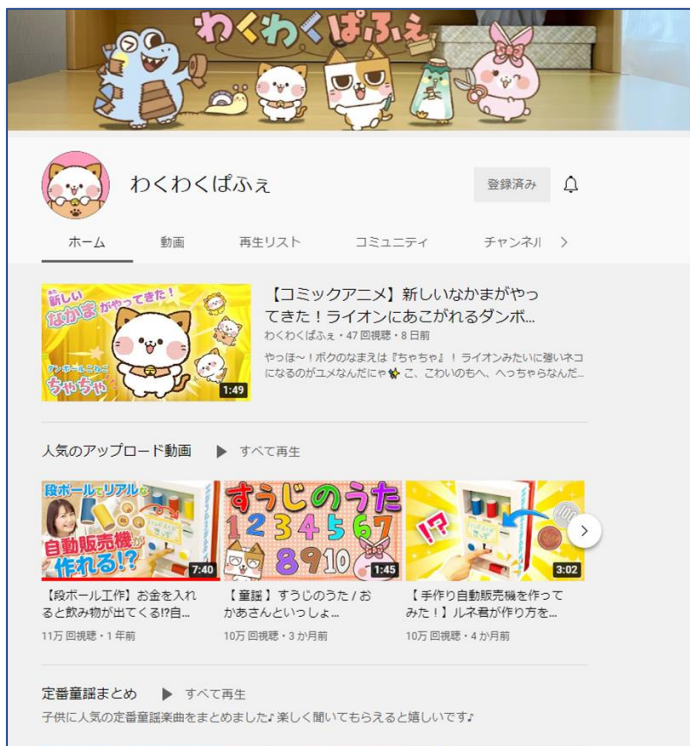 わくわくぱふぇ
わくわくぱふぇ
登録済み
ホーム 動画 再生リスト コミュニティ チャンネル
新しい
なかまがやってきた!
ダンボールこねこ
ちゃちゃ
1:49
【コミックアニメ】新しいなかまがやっ
てきた!ライオンにあこがれるダンボ...
わくわくぱふぇ・47 回視聴・8 日前
やっほ~!ボクのなまえは『ちゃちゃ』! ライオンみたいに強いネコ
になるのがユメなんだにゃ こ、こわいのもへ、へっちゃらなんだ...
人気のアップロード動画 すべて再生
段ボールでリアルな
自動販売機が
作れる!?
7:40
【段ボール工作】お金を入れ
ると飲み物が出てくる!?自...
11万 回視聴・1 年前
すうじのうた
1 2 3 4 5 6 7
8 9 10
1:45
【 童謡 】すうじのうた / お
かあさんといっしょ...
10万 回視聴・3 か月前
!?
3:02
【 手作り自動販売機を作って
みた!】ルネ君が作り方を...
10万 回視聴・4 か月前
定番童謡まとめ すべて再生
子供に人気の定番童謡楽曲をまとめました♪楽しく聞いてもらえると嬉しいです♪